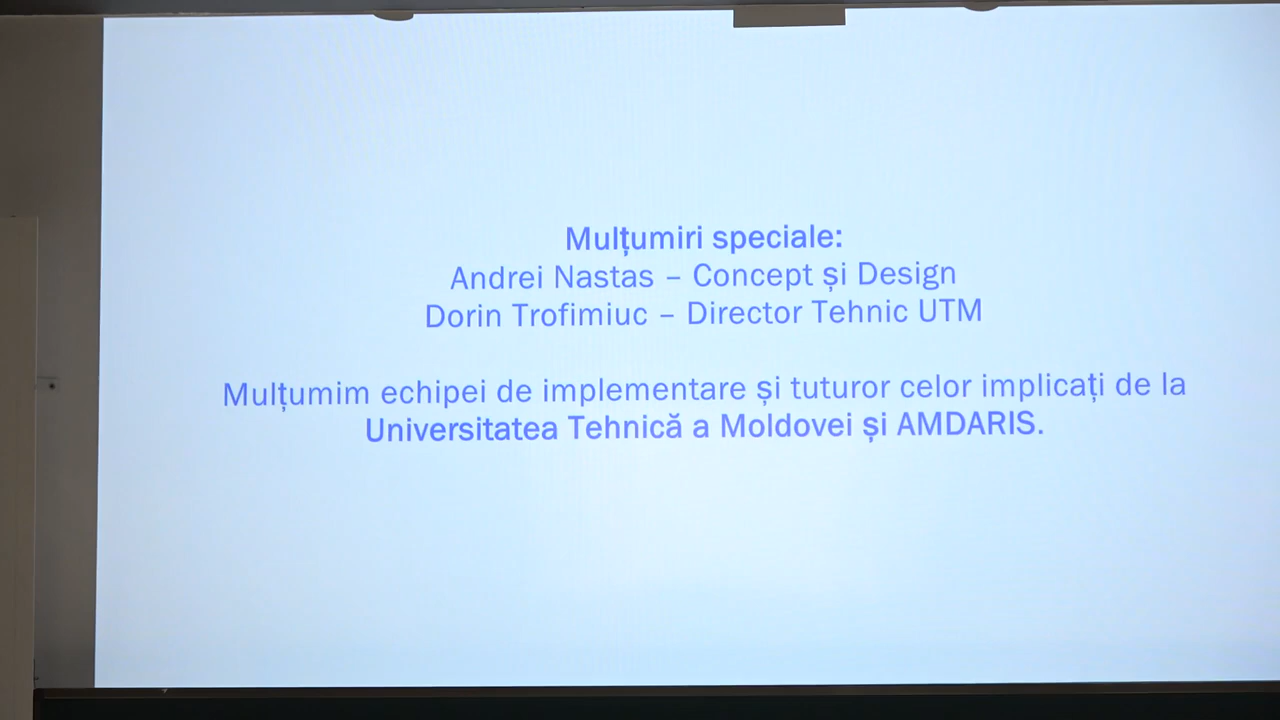 Mulțumiri speciale:
Andrei Nastas – Concept și Design
Dorin Trofimiuc – Director Tehnic UTM
Mulțumim echipei de implementare și tuturor celor implicați de la
Universitatea Tehnică a Moldovei și AMDARIS.